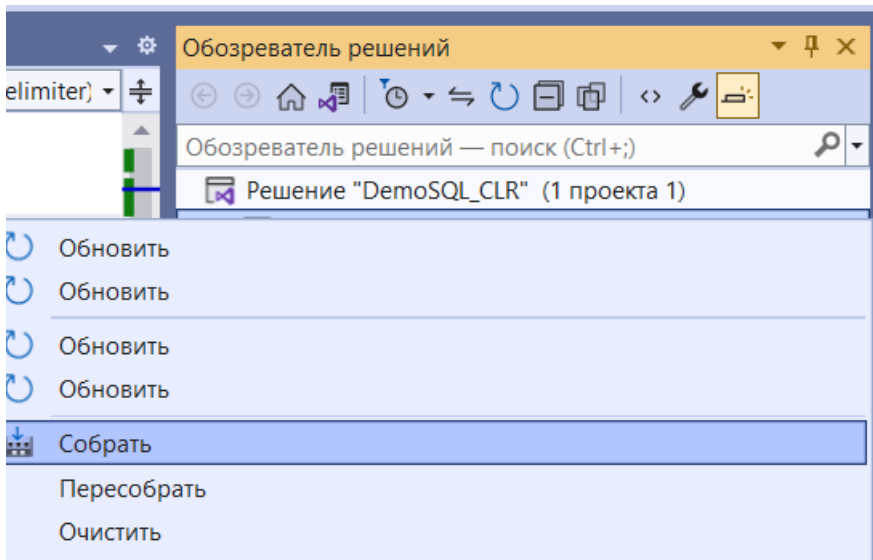 Обозреватель решений
elimiter)
Обозреватель решений — поиск (Ctrl+;)
Решение "DemoSQL_CLR" (1 проекта 1)
Обновить
Обновить
Обновить
Обновить
Собрать
Пересобрать
Очистить